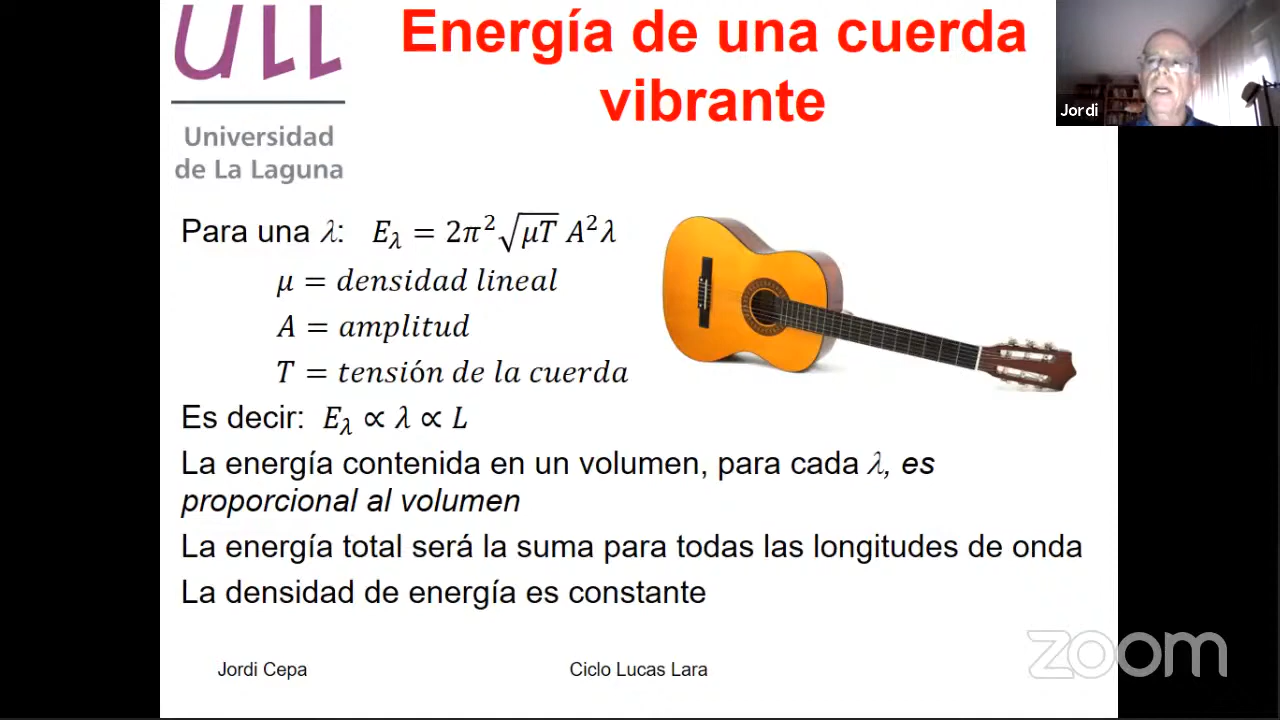 ULL
Universidad
de La Laguna
Energía de una cuerda
vibrante
Jordi
Para una λ: E_λ = 2π²√μT A²λ
μ = densidad lineal
A = amplitud
T = tensión de la cuerda
Es decir: E_λ ∝ λ ∝ L
La energía contenida en un volumen, para cada λ, es
proporcional al volumen
La energía total será la suma para todas las longitudes de onda
La densidad de energía es constante
Jordi Cepa
Ciclo Lucas Lara
zoom